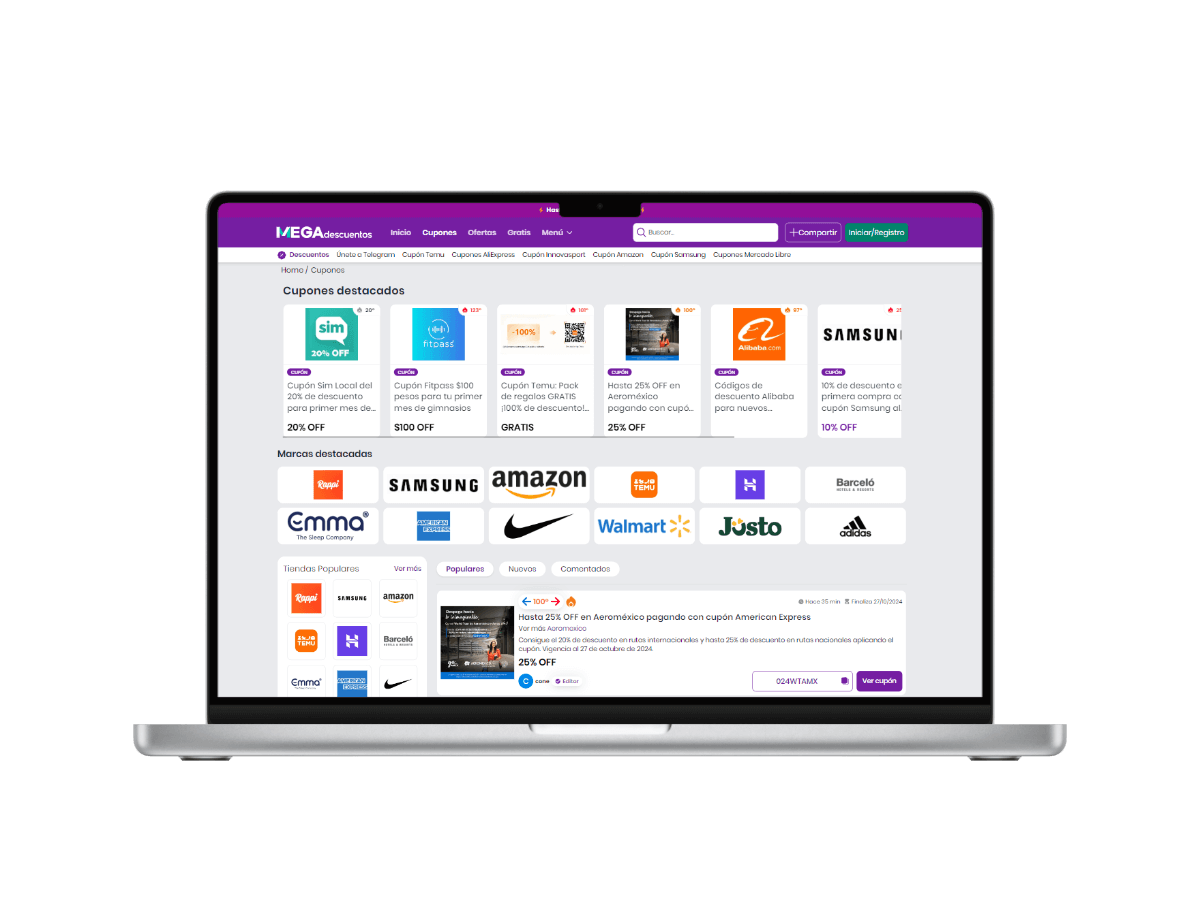 Has
MEGAdescuentos
Inicio
Cupones
Ofertas
Gratis
Menú
Buscar...
Compartir
Iniciar/Registro
Descuentos
Únete a Telegram
Cupón Temu
Cupones AliExpress
Cupón Innovasport
Cupón Amazon
Cupón Samsung
Cupones Mercado Libre
Home / Cupones
Cupones destacados
20°
sim
20% OFF
CUPÓN
Cupón Sim Local del
20% de descuento
para primer mes de...
20% OFF
123°
fitpass
CUPÓN
Cupón Fitpass $100
pesos para tu primer
mes de gimnasios
$100 OFF
101°
-100%
CUPÓN
Cupón Temu: Pack
de regalos GRATIS
¡100% de descuento!...
GRATIS
100°
CUPÓN
Hasta 25% OFF en
Aeroméxico
pagando con cupó...
25% OFF
97°
Alibaba.com
CUPÓN
Códigos de
descuento Alibaba
para nuevos...
SAMSUN
CUPÓN
10% de descuento e
primera compra co
cupón Samsung al
10% OFF
Marcas destacadas
Rappi
SAMSUNG
amazon
TEMU
H
Barceló
HOTELS & RESORTS
Emma®
The Sleep Company
AMERICAN
EXPRESS
Walmart
Jüsto
adidas
Tiendas Populares
Ver más
Rappi
SAMSUNG
amazon
TEMU
H
Barceló
Emma
AMERICAN
EXPRESS
Populares
Nuevos
Comentados
100°
Hace 35 min
Finaliza 27/10/2024
Hasta 25% OFF en Aeroméxico pagando con cupón American Express
Ver más Aeromexico
Consigue el 20% de descuento en rutas internacionales y hasta 25% de descuento en rutas nacionales aplicando el
cupón. Vigencia al 27 de octubre de 2024.
25% OFF
C
cone
Editor
024WTAMX
Ver cupón